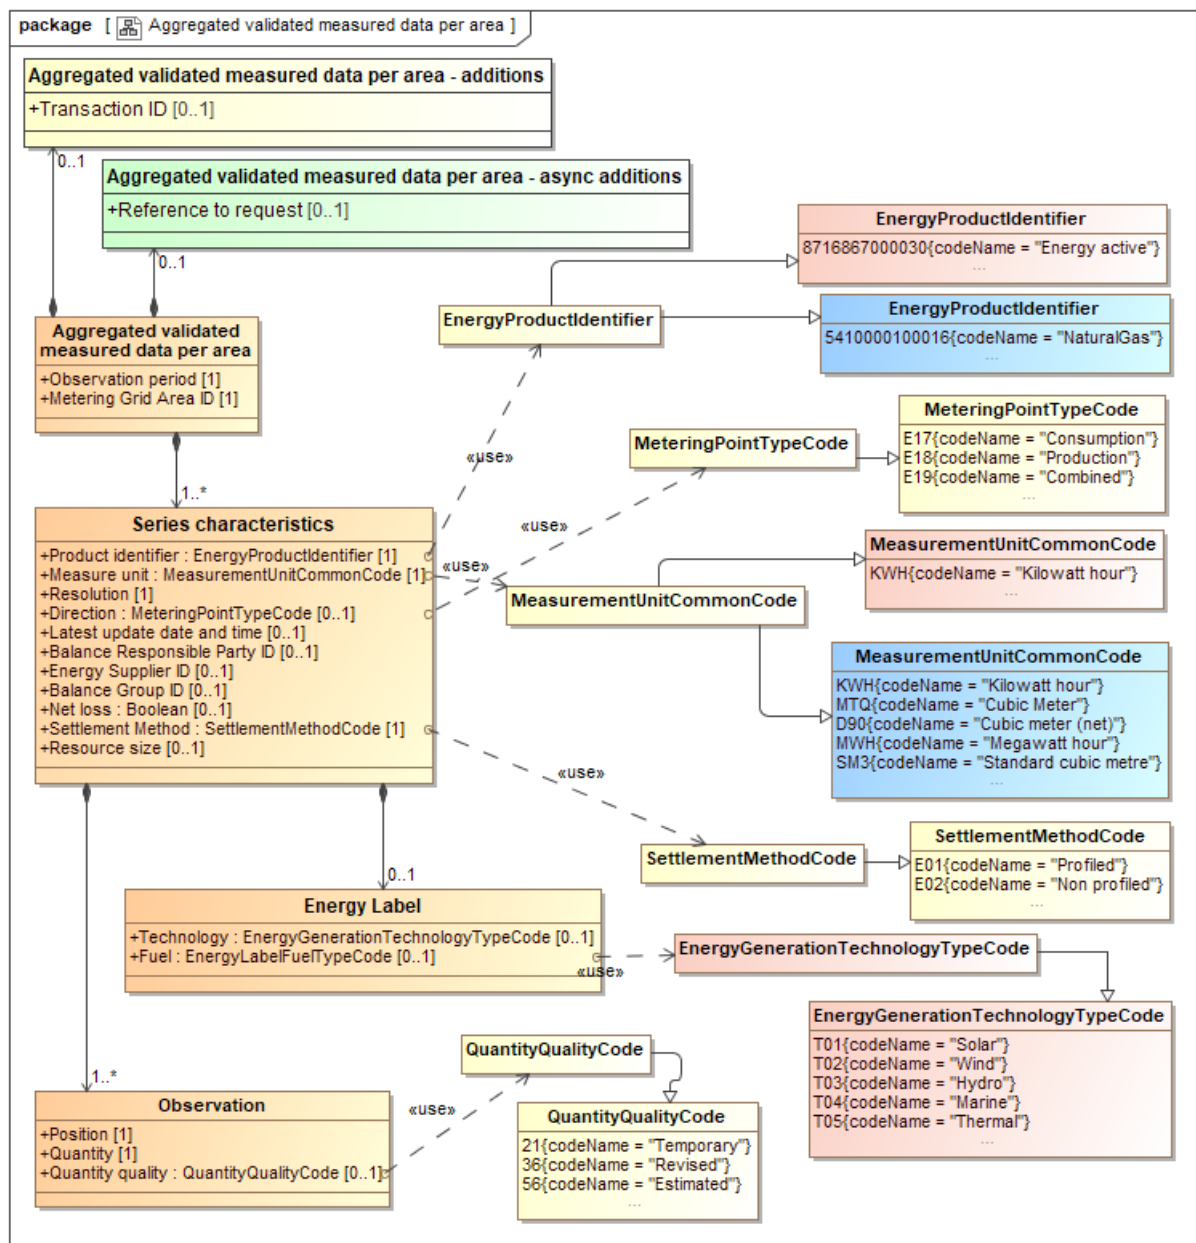 package [ Aggregated validated measured data per area ]
Aggregated validated measured data per area - additions
+Transaction ID [0..1]
0..1
Aggregated validated measured data per area - async additions
+Reference to request [0..1]
0..1
EnergyProductIdentifier
8716867000030{codeName = "Energy active"}
...
EnergyProductIdentifier
EnergyProductIdentifier
5410000100016{codeName = "NaturalGas"}
...
Aggregated validated
measured data per area
+Observation period [1]
+Metering Grid Area ID [1]
1..*
«use»
MeteringPointTypeCode
MeteringPointTypeCode
E17{codeName = "Consumption"}
E18{codeName = "Production"}
E19{codeName = "Combined}
...
Series characteristics
+Product identifier : EnergyProductIdentifier [1]
+Measure unit : MeasurementUnitCommonCode [1]
+Resolution [1]
+Direction : MeteringPointTypeCode [0..1]
+Latest update date and time [0..1]
+Balance Responsible Party ID [0..1]
+Energy Supplier ID [0..1]
+Balance Group ID [0..1]
+Net loss : Boolean [0..1]
+Settlement Method : SettlementMethodCode [1]
+Resource size [0..1]
«use»
«use»
MeasurementUnitCommonCode
MeasurementUnitCommonCode
KWH{codeName = "Kilowatt hour"}
...
MeasurementUnitCommonCode
KWH{codeName = "Kilowatt hour"}
MTQ{codeName = "Cubic Meter"}
D90{codeName = "Cubic meter (net)"}
MWH{codeName = "Megawatt hour"}
SM3{codeName = "Standard cubic metre}
...
«use»
SettlementMethodCode
SettlementMethodCode
E01{codeName = "Profiled"}
E02{codeName = "Non profiled"}
...
0..1
Energy Label
+Technology : EnergyGenerationTechnologyTypeCode [0..1]
+Fuel : EnergyLabelFuelTypeCode [0..1]
«use»
EnergyGenerationTechnologyTypeCode
EnergyGenerationTechnologyTypeCode
T01{codeName = "Solar"}
T02{codeName = "Wind"}
T03{codeName = "Hydro"}
T04{codeName = "Marine"}
T05{codeName = "Thermal"}
...
1..*
Observation
+Position [1]
+Quantity [1]
+Quantity quality : QuantityQualityCode [0..1]
«use»
QuantityQualityCode
QuantityQualityCode
21{codeName = "Temporary"}
36{codeName = "Revised"}
56{codeName = "Estimated"}
...